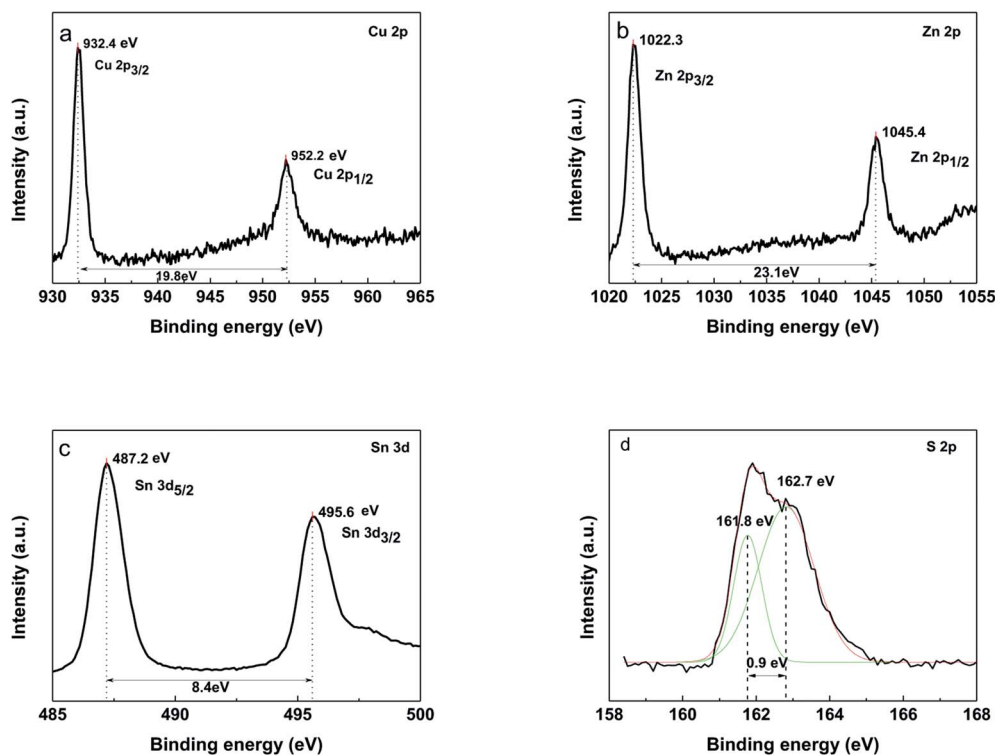 a
Cu 2p
932.4 eV
Cu 2p3/2
952.2 eV
Cu 2p1/2
19.8eV
Intensity (a.u.)
930 935 940 945 950 955 960 965
Binding energy (eV)
b
Zn 2p
1022.3
Zn 2p3/2
1045.4
Zn 2p1/2
23.1eV
Intensity (a.u.)
1020 1025 1030 1035 1040 1045 1050 1055
Binding energy (eV)
c
Sn 3d
487.2 eV
Sn 3d5/2
495.6 eV
Sn 3d3/2
8.4eV
Intensity (a.u.)
485 490 495 500
Binding energy (eV)
d
S 2p
162.7 eV
161.8 eV
0.9 eV
Intensity (a.u.)
158 160 162 164 166 168
Binding energy (eV)